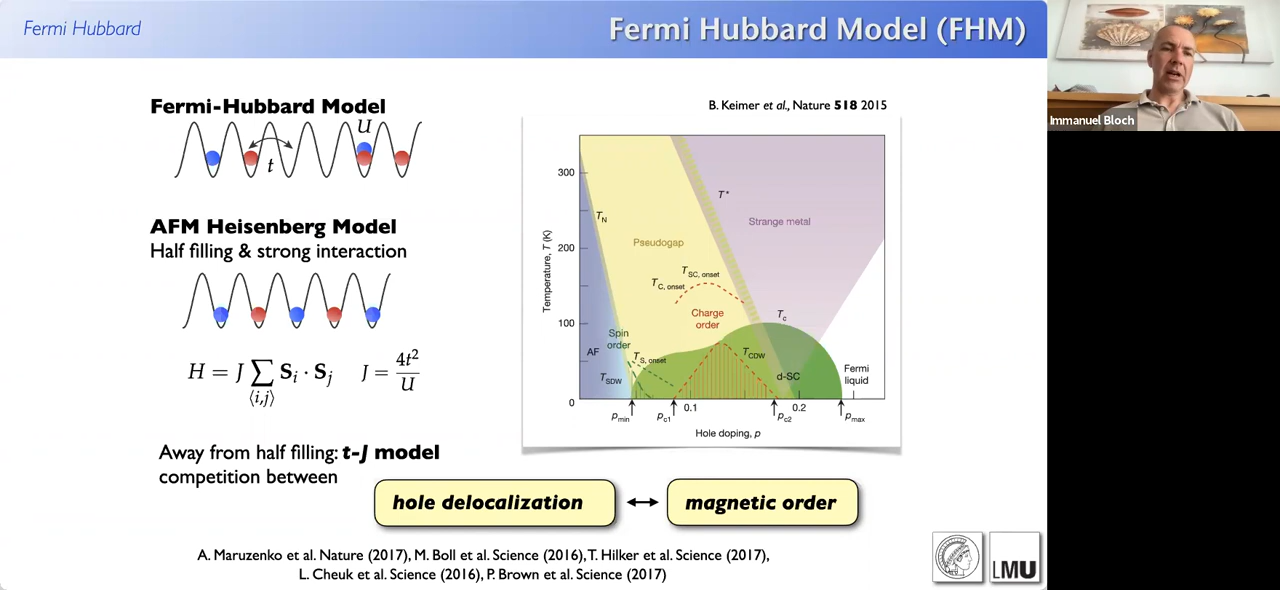 Fermi Hubbard
Fermi Hubbard Model (FHM)
Immanuel Bloch
Fermi-Hubbard Model
U
t
AFM Heisenberg Model
Half filling & strong interaction
H = J ∑ S_i · S_j    J = 4t²/U
⟨i,j⟩
Away from half filling: t-J model
competition between
hole delocalization
magnetic order
B. Keimer et al., Nature 518 2015
Temperature, T (K)
300
200
100
0
T_N
T*
Strange metal
Pseudogap
T_SC, onset
T_C, onset
Charge
order
T_c
Spin
order
AF
T_S, onset
T_CDW
T_SDW
d-SC
Fermi
liquid
0.1
0.2
p_min
p_c1
p_c2
p_max
Hole doping, p
A. Maruzenko et al. Nature (2017), M. Boll et al. Science (2016), T. Hilker et al. Science (2017),
L. Cheuk et al. Science (2016), P. Brown et al. Science (2017)
LMU